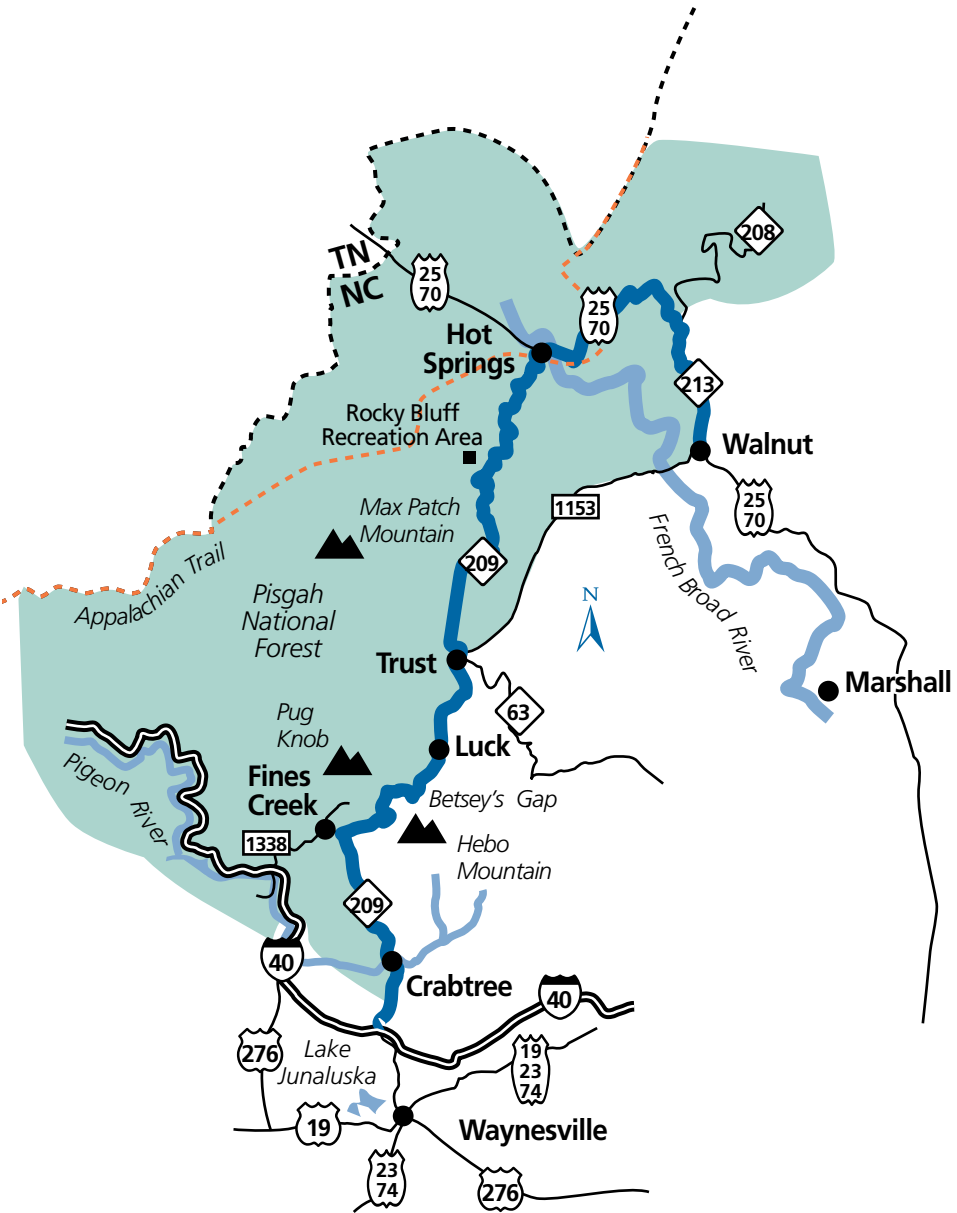 208
TN
NC
25
70
25
70
Hot
Springs
213
Rocky Bluff
Recreation Area
Walnut
25
70
1153
Max Patch
Mountain
French Broad River
209
Appalachian Trail
Pisgah
National
Forest
N
Trust
Marshall
63
Pug
Knob
Luck
Pigeon River
Fines
Creek
Betsey's Gap
1338
Hebo
Mountain
209
40
Crabtree
40
276
Lake
Junaluska
19
23
74
19
Waynesville
23
74
276